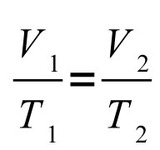 V₁/T₁ = V₂/T₂